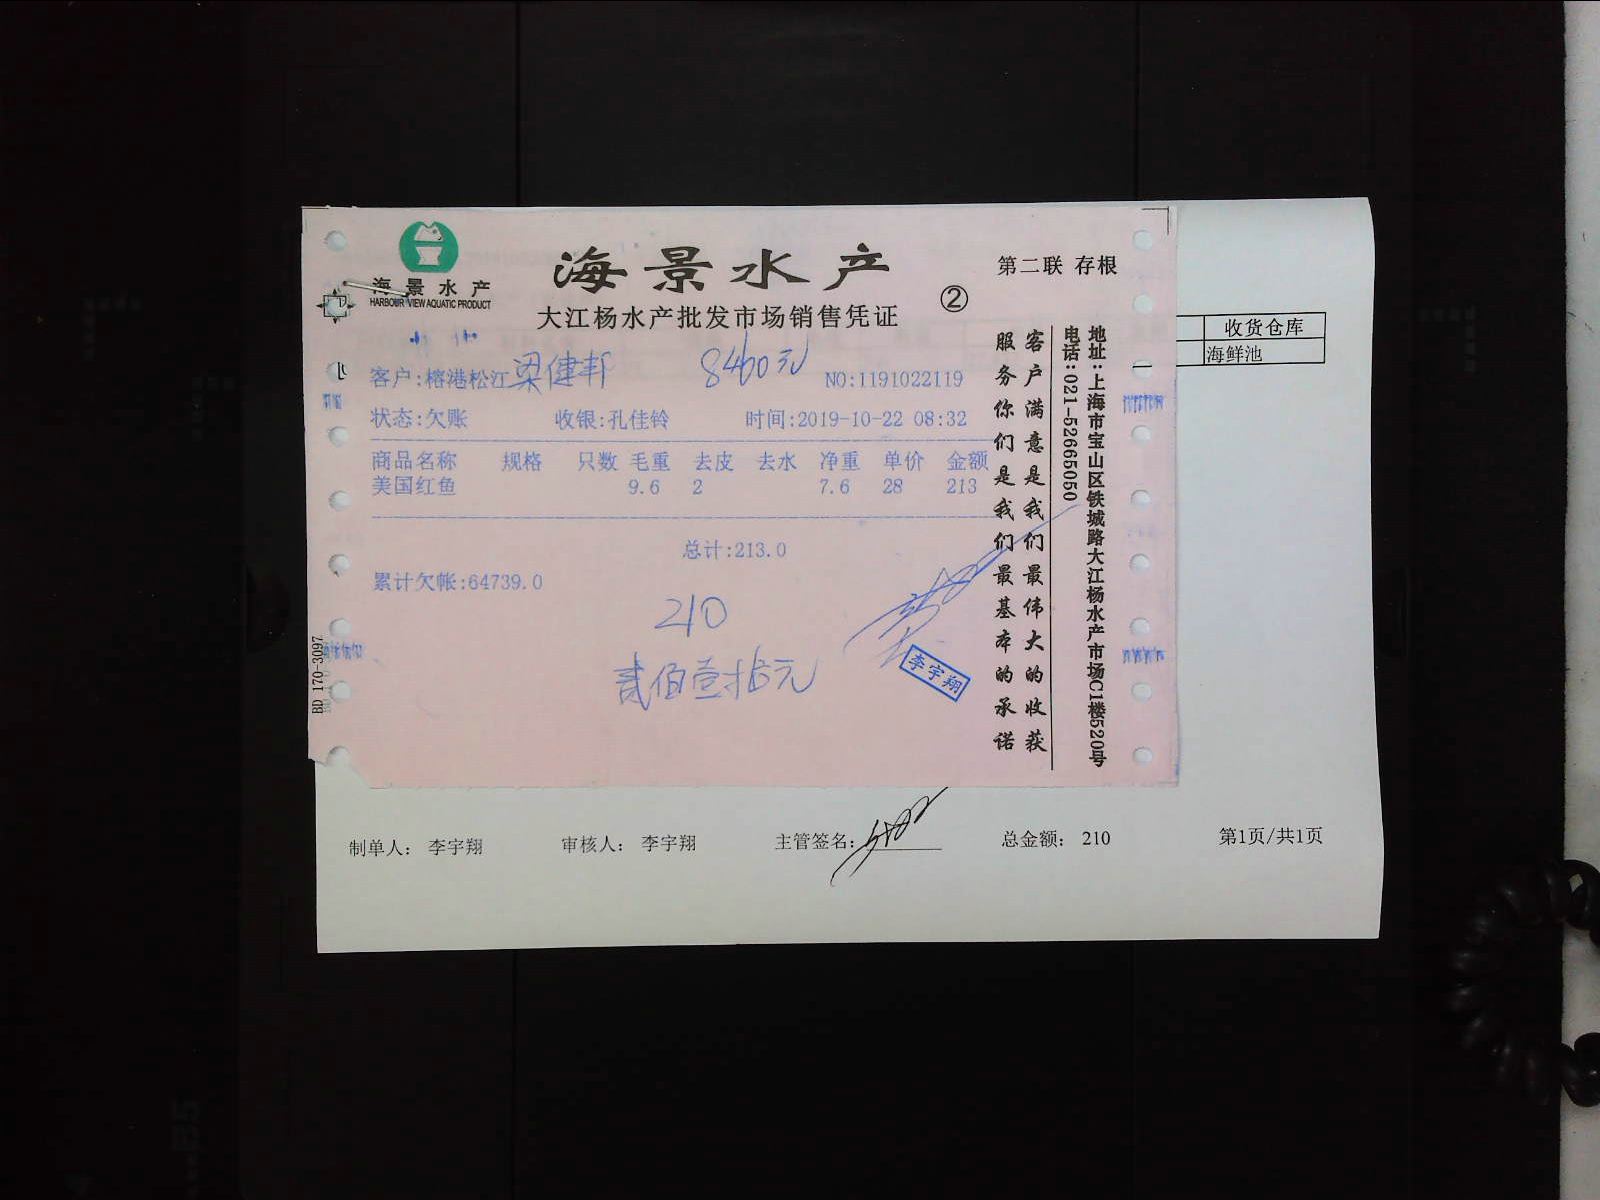 海景水产
HARBOUR VIEW AQUATIC PRODUCT
海景水产
大江杨水产批发市场销售凭证
②
第二联 存根
客户:榕港松江 梁健邦 8460元 NO:1191022119
状态:欠账 收银:孔佳铃 时间:2019-10-22 08:32
商品名称 规格 只数 毛重 去皮 去水 净重 单价 金额
美国红鱼 9.6 2 7.6 28 213
总计:213.0
累计欠帐:64739.0
210
贰佰壹拾元
李宇翔
客户满意是我们最伟大的收获
服务你们是我们最基本的承诺
地址:上海市宝山区铁城路大江杨水产市场C1楼520号
电话:021-52665050
BD 170-3097
收货仓库
海鲜池
制单人: 李宇翔 审核人: 李宇翔 主管签名: 总金额: 210 第1页/共1页